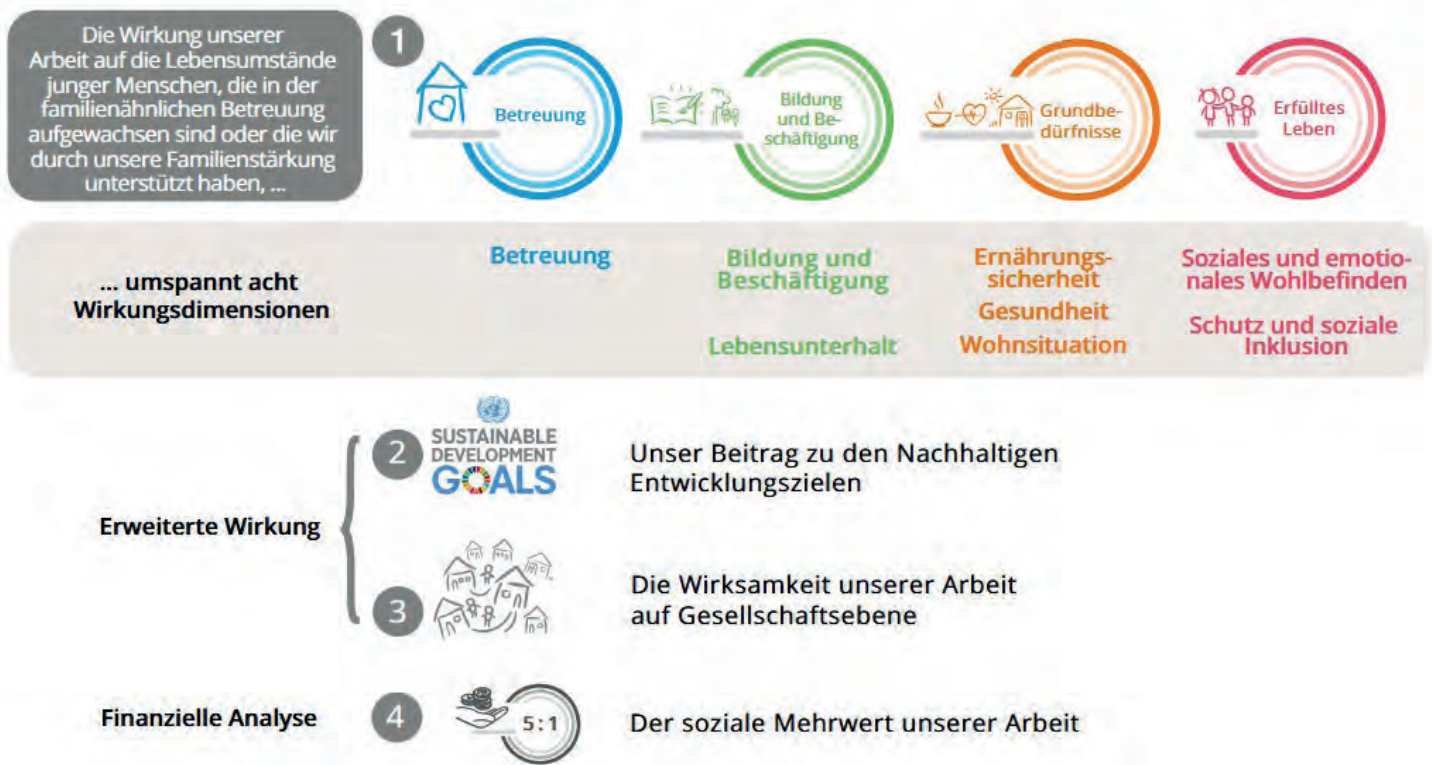 Die Wirkung unserer
Arbeit auf die Lebensumstände
junger Menschen, die in der
familienähnlichen Betreuung
aufgewachsen sind oder die wir
durch unsere Familienstärkung
unterstützt haben, ...
1
Betreuung
Bildung
und Be-
schäftigung
Grundbe-
dürfnisse
Erfülltes
Leben
... umspannt acht
Wirkungsdimensionen
Betreuung
Bildung und
Beschäftigung
Lebensunterhalt
Ernährungs-
sicherheit
Gesundheit
Wohnsituation
Soziales und emotio-
nales Wohlbefinden
Schutz und soziale
Inklusion
Erweiterte Wirkung
2
SUSTAINABLE
DEVELOPMENT
GOALS
Unser Beitrag zu den Nachhaltigen
Entwicklungszielen
3
Die Wirksamkeit unserer Arbeit
auf Gesellschaftsebene
Finanzielle Analyse
4
5:1
Der soziale Mehrwert unserer Arbeit